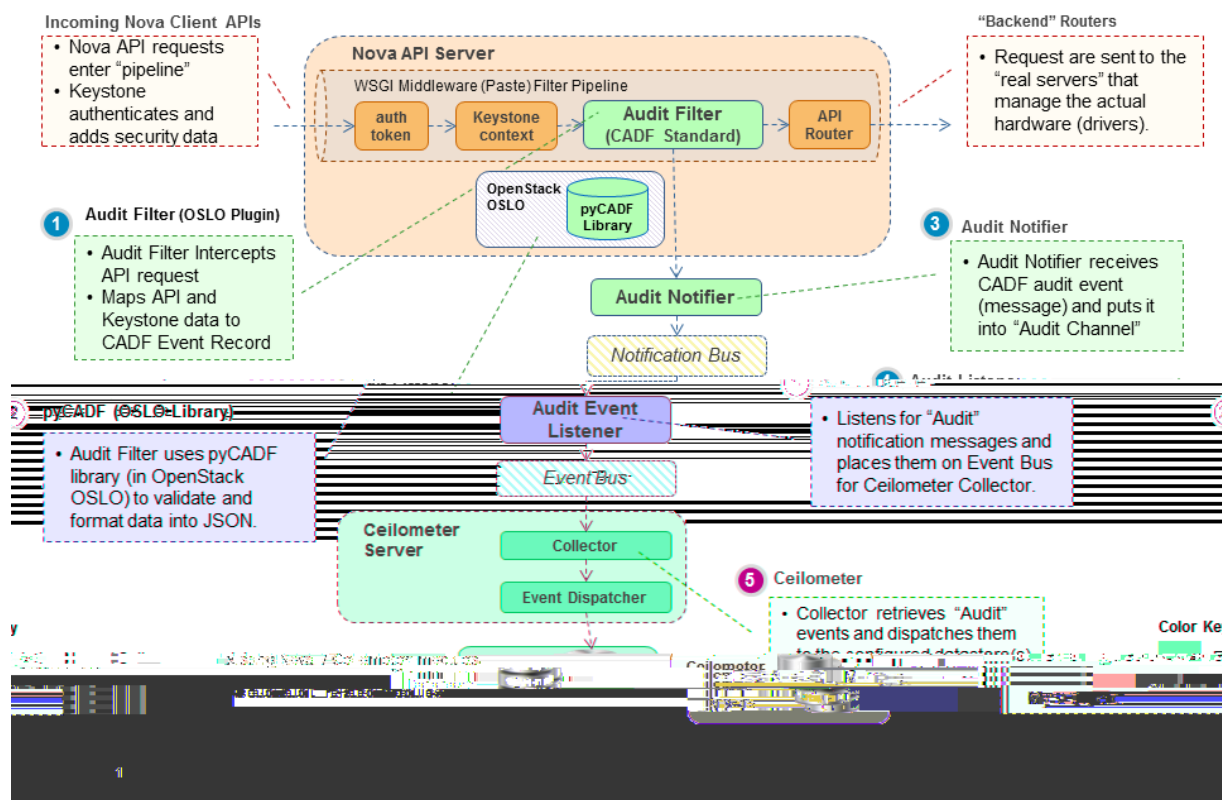 Incoming Nova Client APIs
• Nova API requests
enter “pipeline”
• Keystone
authenticates and
adds security data
Nova API Server
WSGI Middleware (Paste) Filter Pipeline
auth
token
Keystone
context
Audit Filter
(CADF Standard)
API
Router
“Backend” Routers
• Request are sent to the
“real servers” that
manage the actual
hardware (drivers).
OpenStack
OSLO
pyCADF
Library
1
Audit Filter (OSLO Plugin)
• Audit Filter Intercepts
API request
• Maps API and
Keystone data to
CADF Event Record
3
Audit Notifier
• Audit Notifier receives
CADF audit event
(message) and puts it
into “Audit Channel”
Audit Notifier
Notification Bus
2
pyCADF (OSLO Library)
• Audit Filter uses pyCADF
library (in OpenStack
OSLO) to validate and
format data into JSON.
Audit Event
Listener
Event Bus
• Listens for “Audit”
notification messages and
places them on Event Bus
for Ceilometer Collector.
Ceilometer
Server
Collector
Event Dispatcher
5
Ceilometer
• Collector retrieves “Audit”
events and dispatches them
Color Ke
y